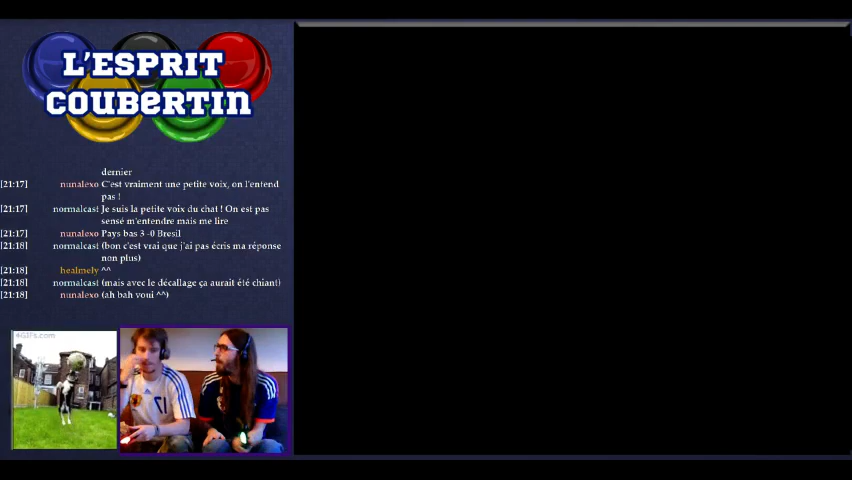 L'ESPRIT
COUBERTIN
dernier
[21:17] nunalexo C'est vraiment une petite voix, on l'entend
pas !
[21:17] normalcast Je suis la petite voix du chat ! On est pas
sensé m'entendre mais me lire
[21:17] nunalexo Pays bas 3 -0 Bresil
[21:18] normalcast (bon c'est vrai que j'ai pas écris ma réponse
non plus)
[21:18] healmely ^^
[21:18] normalcast (mais avec le décallage ça aurait été chiant)
[21:18] nunalexo (ah bah voui ^^)
4GIFs.com